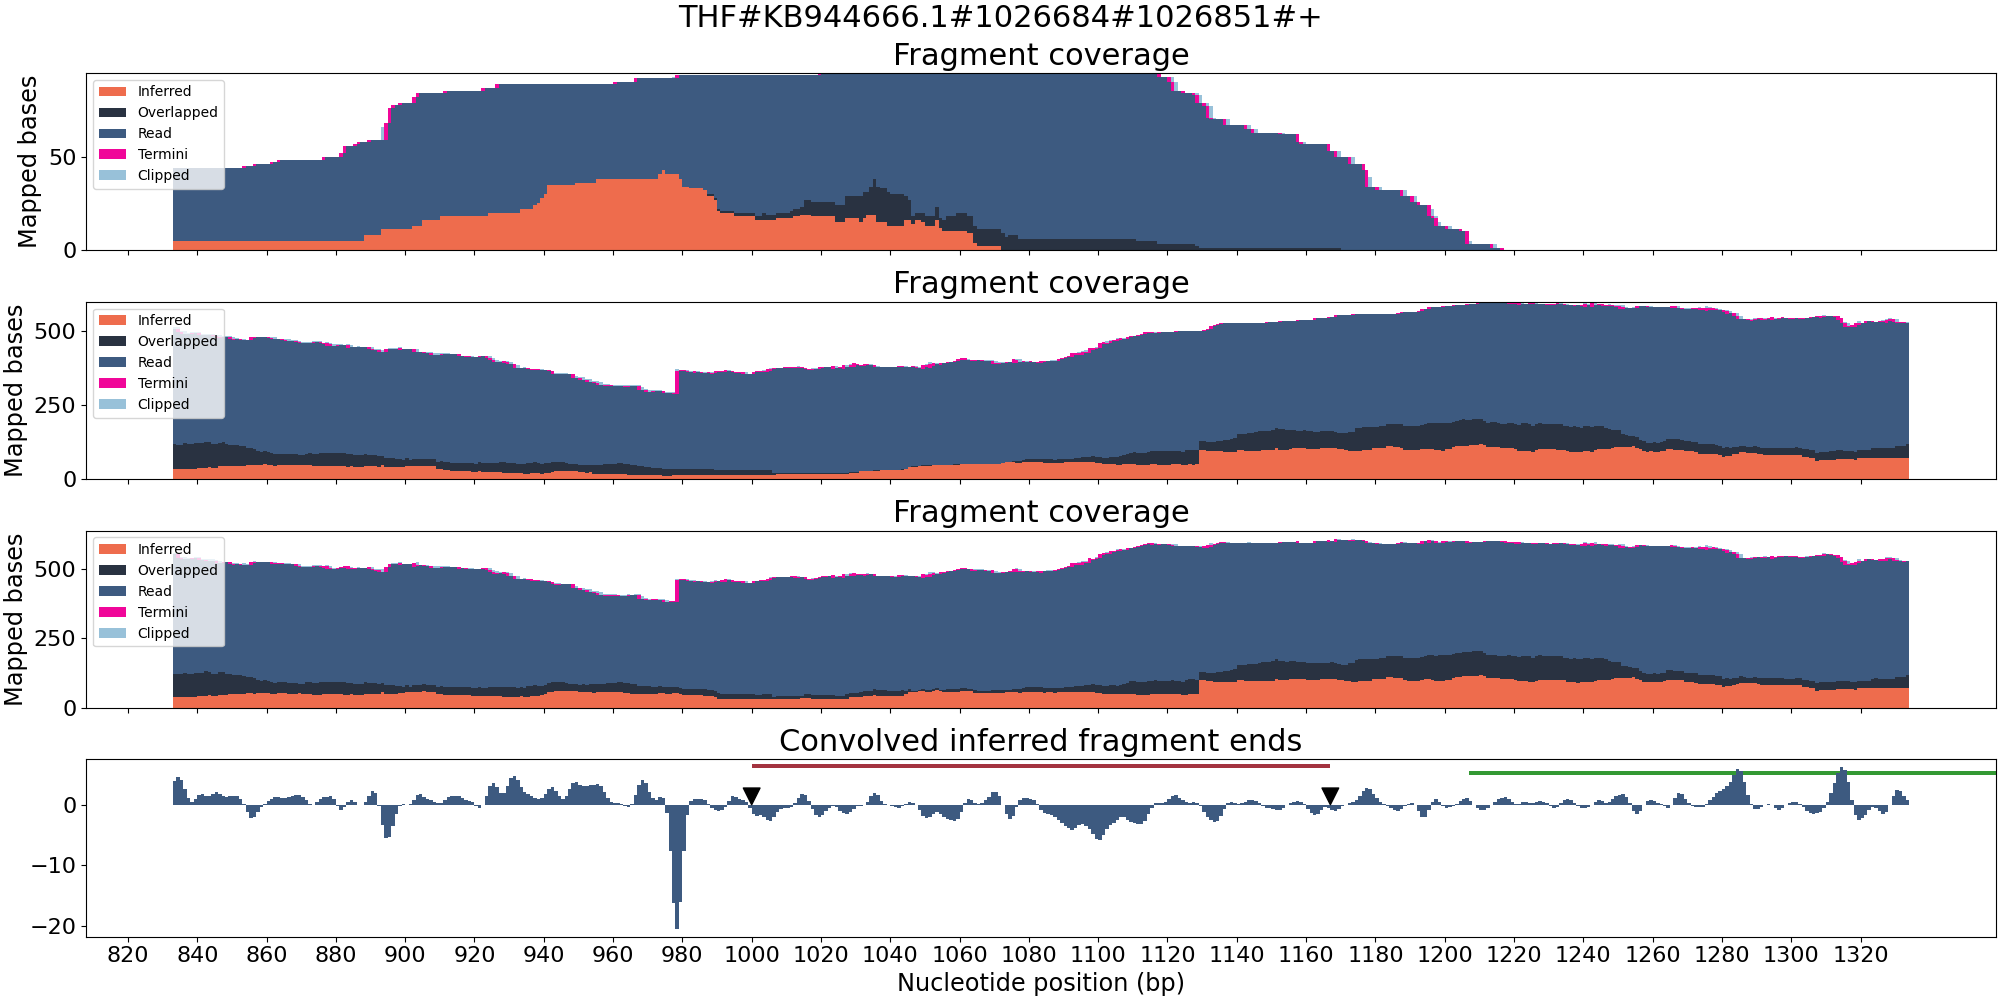 THF#KB944666.1#1026684#1026851#+
Fragment coverage
Mapped bases
50
0
Inferred
Overlapped
Read
Termini
Clipped
Fragment coverage
Mapped bases
500
250
0
Inferred
Overlapped
Read
Termini
Clipped
Fragment coverage
Mapped bases
500
250
0
Inferred
Overlapped
Read
Termini
Clipped
Convolved inferred fragment ends
0
−10
−20
820 840 860 880 900 920 940 960 980 1000 1020 1040 1060 1080 1100 1120 1140 1160 1180 1200 1220 1240 1260 1280 1300 1320
Nucleotide position (bp)